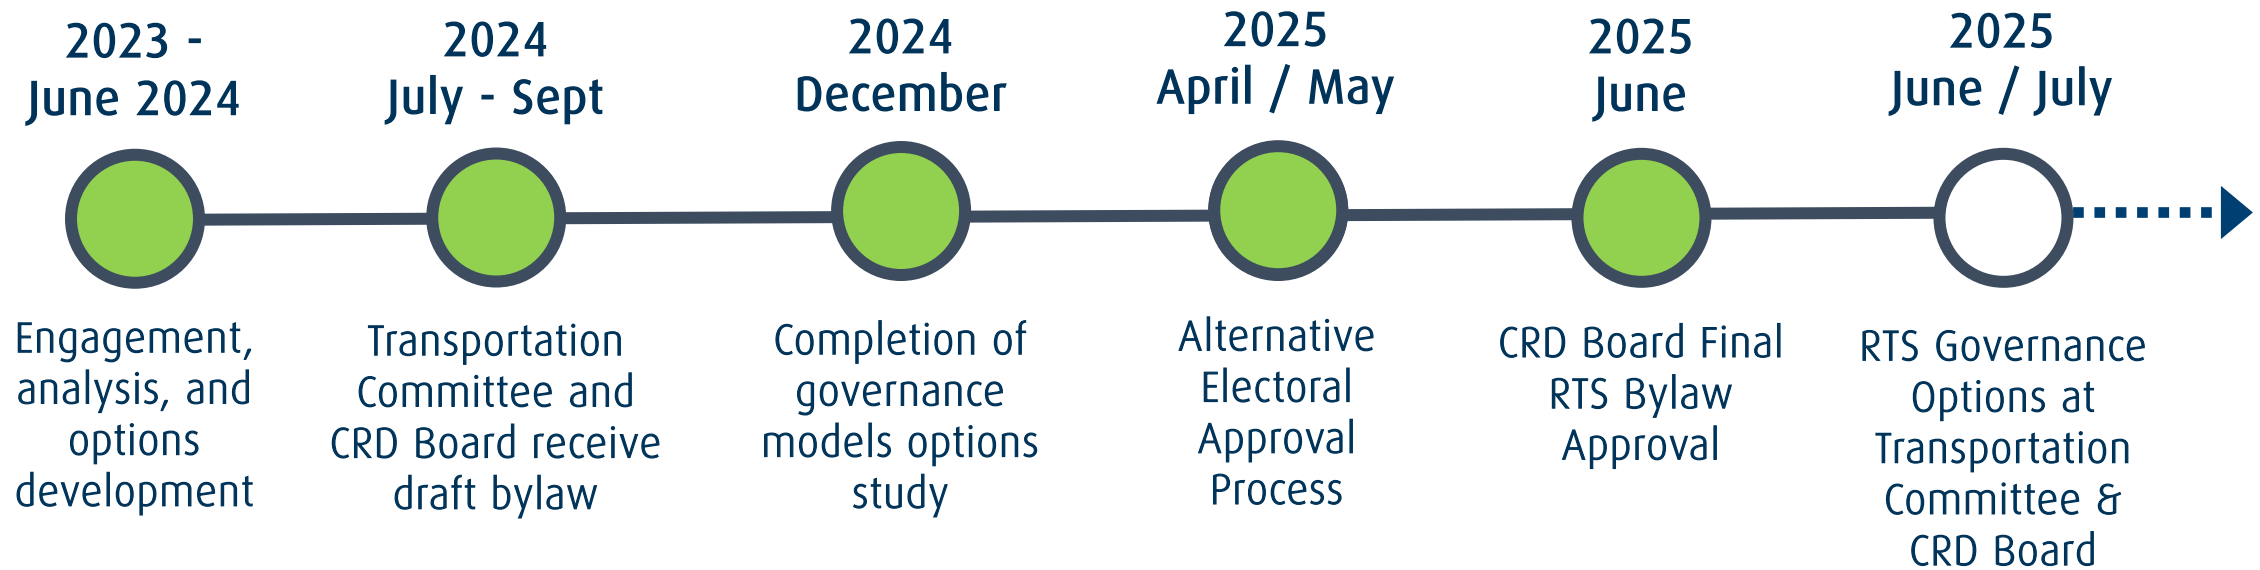 2023 -
June 2024
Engagement,
analysis, and
options
development
2024
July - Sept
Transportation
Committee and
CRD Board receive
draft bylaw
2024
December
Completion of
governance
models options
study
2025
April / May
Alternative
Electoral
Approval
Process
2025
June
CRD Board Final
RTS Bylaw
Approval
2025
June / July
RTS Governance
Options at
Transportation
Committee &
CRD Board